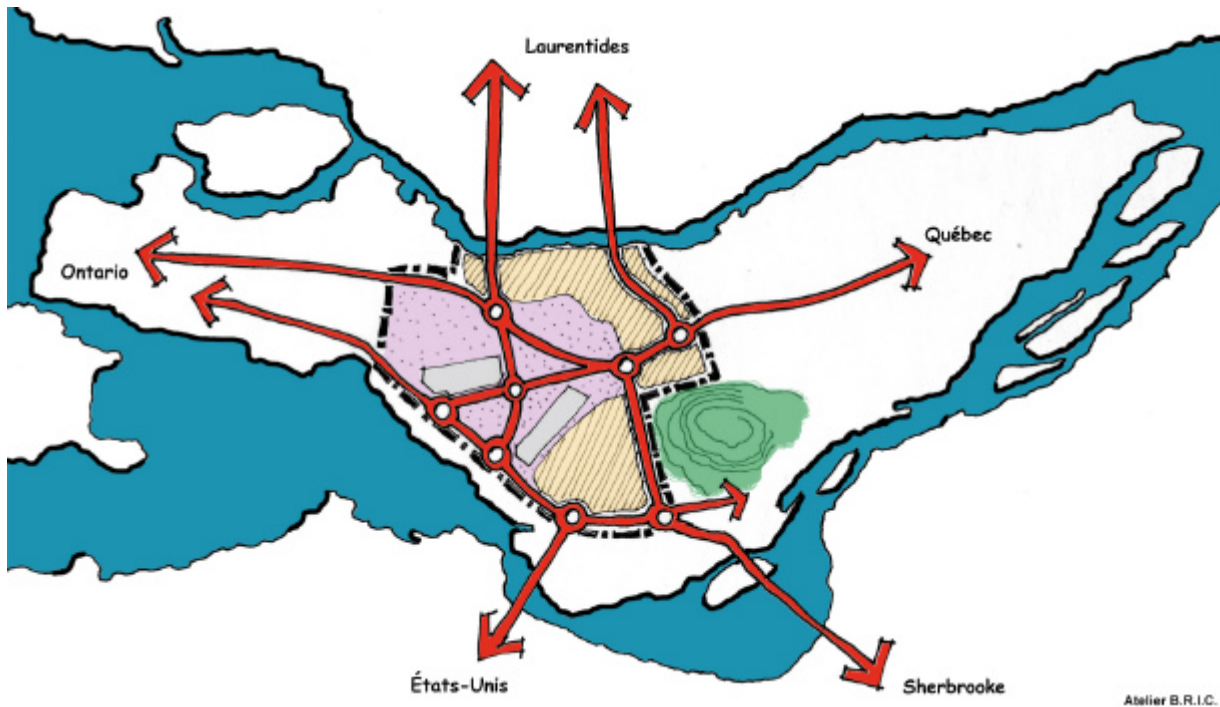 Laurentides
Québec
Ontario
États-Unis
Sherbrooke
Atelier B.R.I.C.